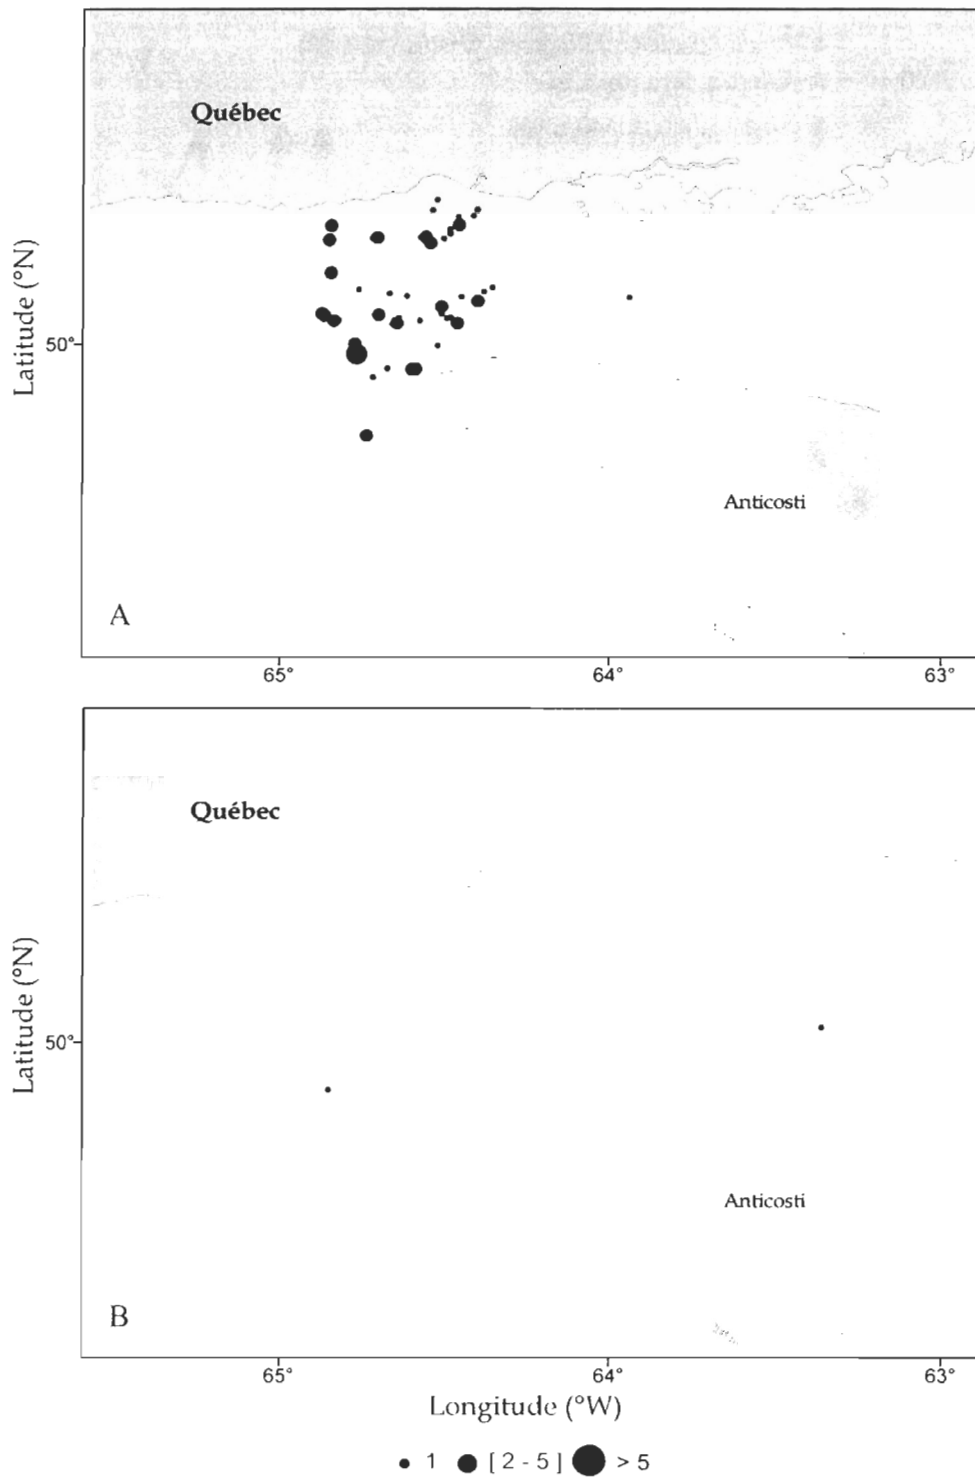 Québec
Latitude (°N)
50°
Anticosti
A
65° 64° 63°
Québec
Latitude (°N)
50°
Anticosti
B
65° 64° 63°
Longitude (°W)
1 [ 2 - 5 ] > 5